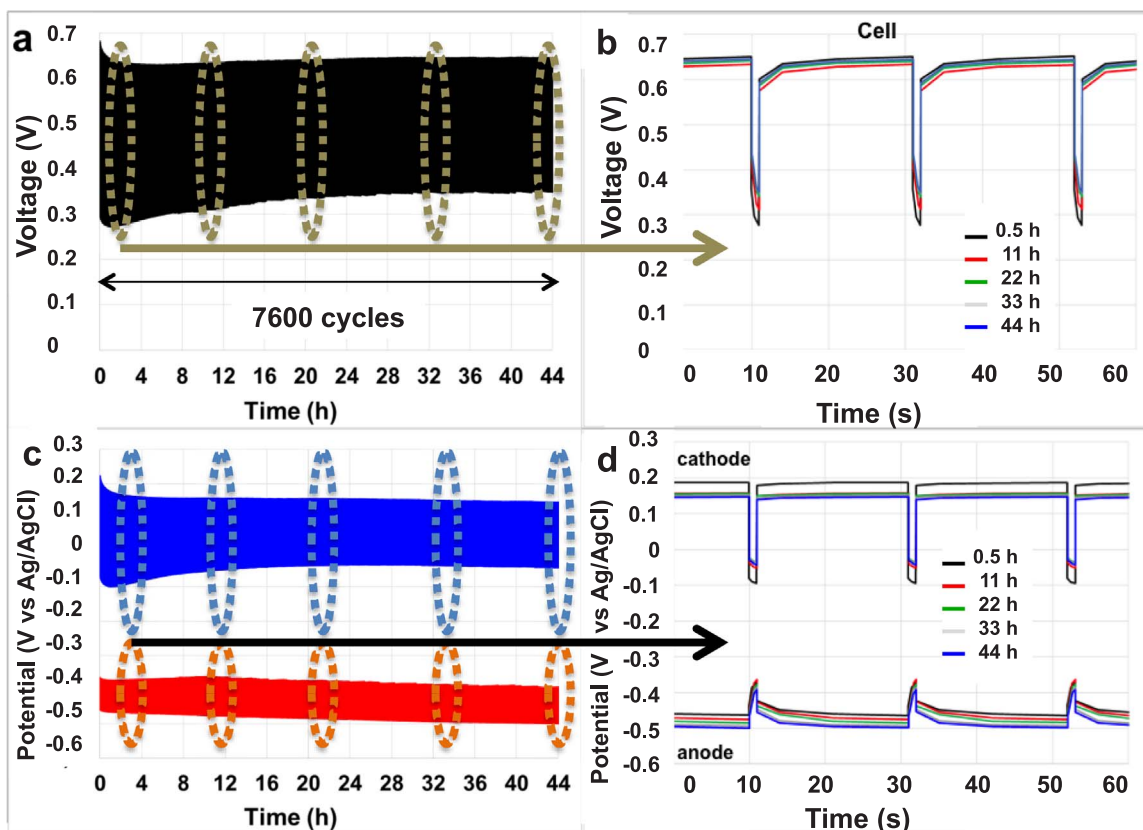 a
0.7
0.6
0.5
0.4
0.3
0.2
0.1
0
Voltage (V)
7600 cycles
0 4 8 12 16 20 24 28 32 36 40 44
Time (h)
b
Cell
0.7
0.6
0.5
0.4
0.3
0.2
0.1
0
Voltage (V)
0.5 h
11 h
22 h
33 h
44 h
0 10 20 30 40 50 60
Time (s)
c
0.3
0.2
0.1
0
-0.1
-0.2
-0.3
-0.4
-0.5
-0.6
Potential (V vs Ag/AgCl)
0 4 8 12 16 20 24 28 32 36 40 44
Time (h)
d
0.3
0.2
0.1
0
-0.1
-0.2
-0.3
-0.4
-0.5
-0.6
Potential (V vs Ag/AgCl)
cathode
0.5 h
11 h
22 h
33 h
44 h
anode
0 10 20 30 40 50 60
Time (s)